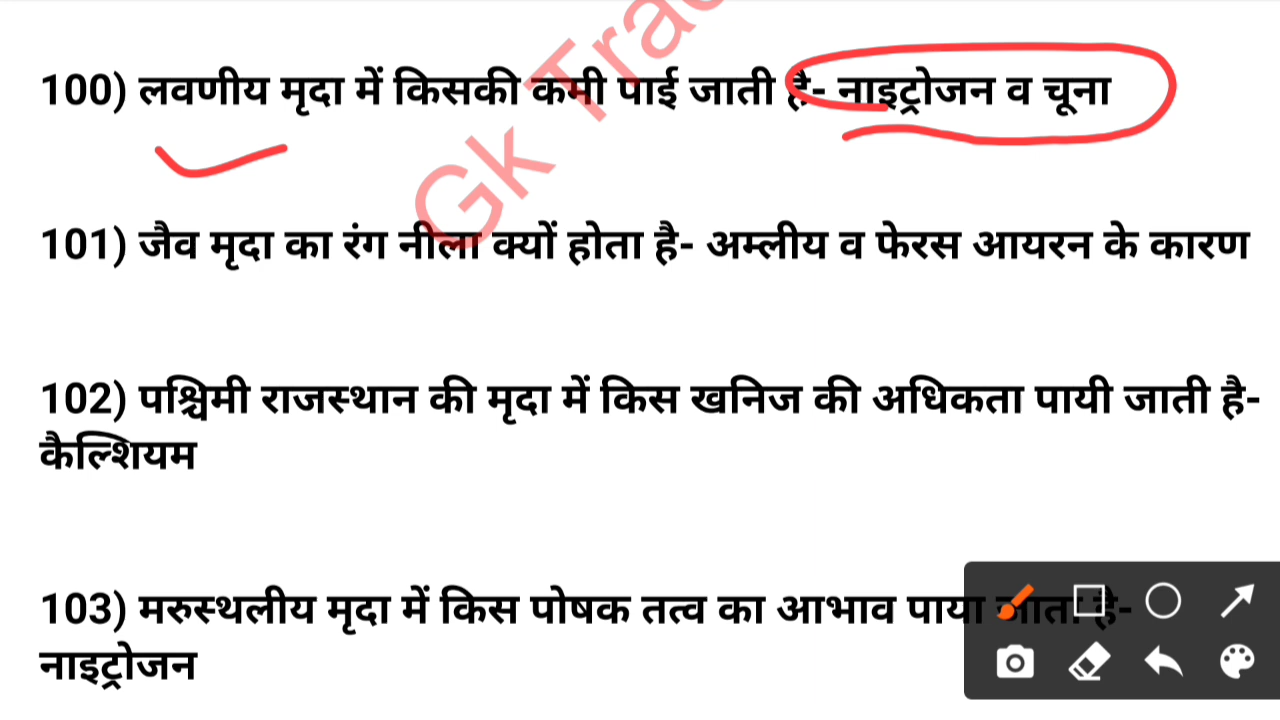 100) लवणीय मृदा में किसकी कमी पाई जाती है- नाइट्रोजन व चूना
101) जैव मृदा का रंग नीला क्यों होता है- अम्लीय व फेरस आयरन के कारण
102) पश्चिमी राजस्थान की मृदा में किस खनिज की अधिकता पायी जाती है-
कैल्शियम
103) मरुस्थलीय मृदा में किस पोषक तत्व का आभाव पाया जाता है-
नाइट्रोजन
Gk